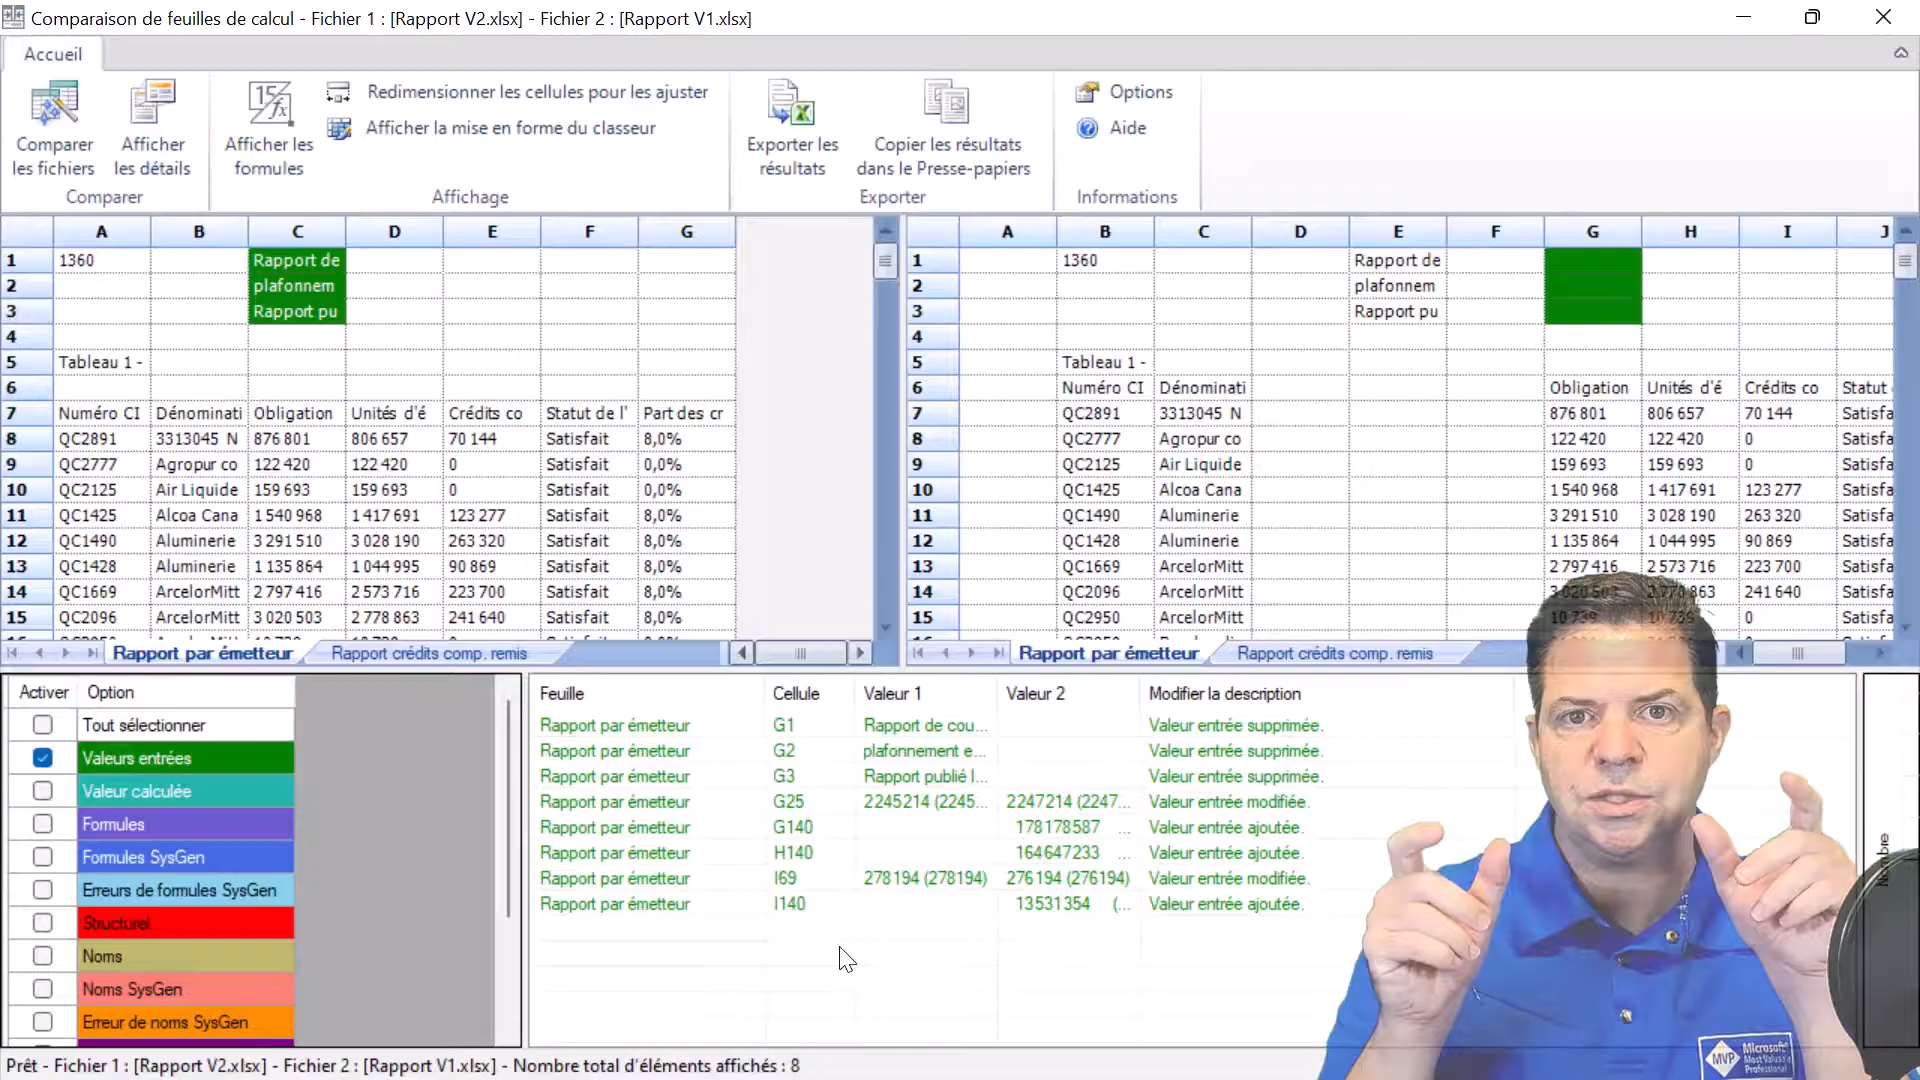 Comparaison de feuilles de calcul - Fichier 1 : [Rapport V2.xlsx] - Fichier 2 : [Rapport V1.xlsx]
Accueil
Comparer les fichiers
Afficher les détails
Comparer
Afficher les formules
Redimensionner les cellules pour les ajuster
Afficher la mise en forme du classeur
Affichage
Exporter les résultats
Copier les résultats dans le Presse-papiers
Exporter
Options
Aide
Informations
A B C D E F G
1 1360 Rapport de
2 plafonnem
3 Rapport pu
4
5 Tableau 1 -
6
7 Numéro CI Dénominati Obligation Unités d'é Crédits co Statut de l' Part des cr
8 QC2891 3313045 N 876 801 806 657 70 144 Satisfait 8,0%
9 QC2777 Agropur co 122 420 122 420 0 Satisfait 0,0%
10 QC2125 Air Liquide 159 693 159 693 0 Satisfait 0,0%
11 QC1425 Alcoa Cana 1 540 968 1 417 691 123 277 Satisfait 8,0%
12 QC1490 Aluminerie 3 291 510 3 028 190 263 320 Satisfait 8,0%
13 QC1428 Aluminerie 1 135 864 1 044 995 90 869 Satisfait 8,0%
14 QC1669 ArcelorMitt 2 797 416 2 573 716 223 700 Satisfait 8,0%
15 QC2096 ArcelorMitt 3 020 503 2 778 863 241 640 Satisfait 8,0%
Rapport par émetteur Rapport crédits comp. remis
A B C D E F G H I J
1 1360 Rapport de
2 plafonnem
3 Rapport pu
4
5 Tableau 1 -
6 Numéro CI Dénominati Obligation Unités d'é Crédits co Statut
7 QC2891 3313045 N 876 801 806 657 70 144 Satisfa
8 QC2777 Agropur co 122 420 122 420 0 Satisfa
9 QC2125 Air Liquide 159 693 159 693 0 Satisfa
10 QC1425 Alcoa Cana 1 540 968 1 417 691 123 277 Satisfa
11 QC1490 Aluminerie 3 291 510 3 028 190 263 320 Satisfa
12 QC1428 Aluminerie 1 135 864 1 044 995 90 869 Satisfa
13 QC1669 ArcelorMitt 2 797 416 2 573 716 223 700 Satisfa
14 QC2096 ArcelorMitt 3 020 503 2 778 863 241 640 Satisfa
15 QC2950 ArcelorMitt 10 739 10 739 0 Satisfa
Rapport par émetteur Rapport crédits comp. remis
Activer Option
Tout sélectionner
Valeurs entrées
Valeur calculée
Formules
Formules SysGen
Erreurs de formules SysGen
Structurel
Noms
Noms SysGen
Erreur de noms SysGen
Feuille Cellule Valeur 1 Valeur 2 Modifier la description
Rapport par émetteur G1 Rapport de cou... Valeur entrée supprimée.
Rapport par émetteur G2 plafonnement e... Valeur entrée supprimée.
Rapport par émetteur G3 Rapport publié l... Valeur entrée supprimée.
Rapport par émetteur G25 2245214 (2245... 2247214 (2247... Valeur entrée modifiée.
Rapport par émetteur G140 178178587 ... Valeur entrée ajoutée.
Rapport par émetteur H140 164647233 ... Valeur entrée ajoutée.
Rapport par émetteur I69 278194 (278194) 276194 (276194) Valeur entrée modifiée.
Rapport par émetteur I140 13531354 (... Valeur entrée ajoutée.
Nombre
Microsoft
MVP
Most Valuable
Professional
Prêt - Fichier 1 : [Rapport V2.xlsx] - Fichier 2 : [Rapport V1.xlsx] - Nombre total d'éléments affichés : 8